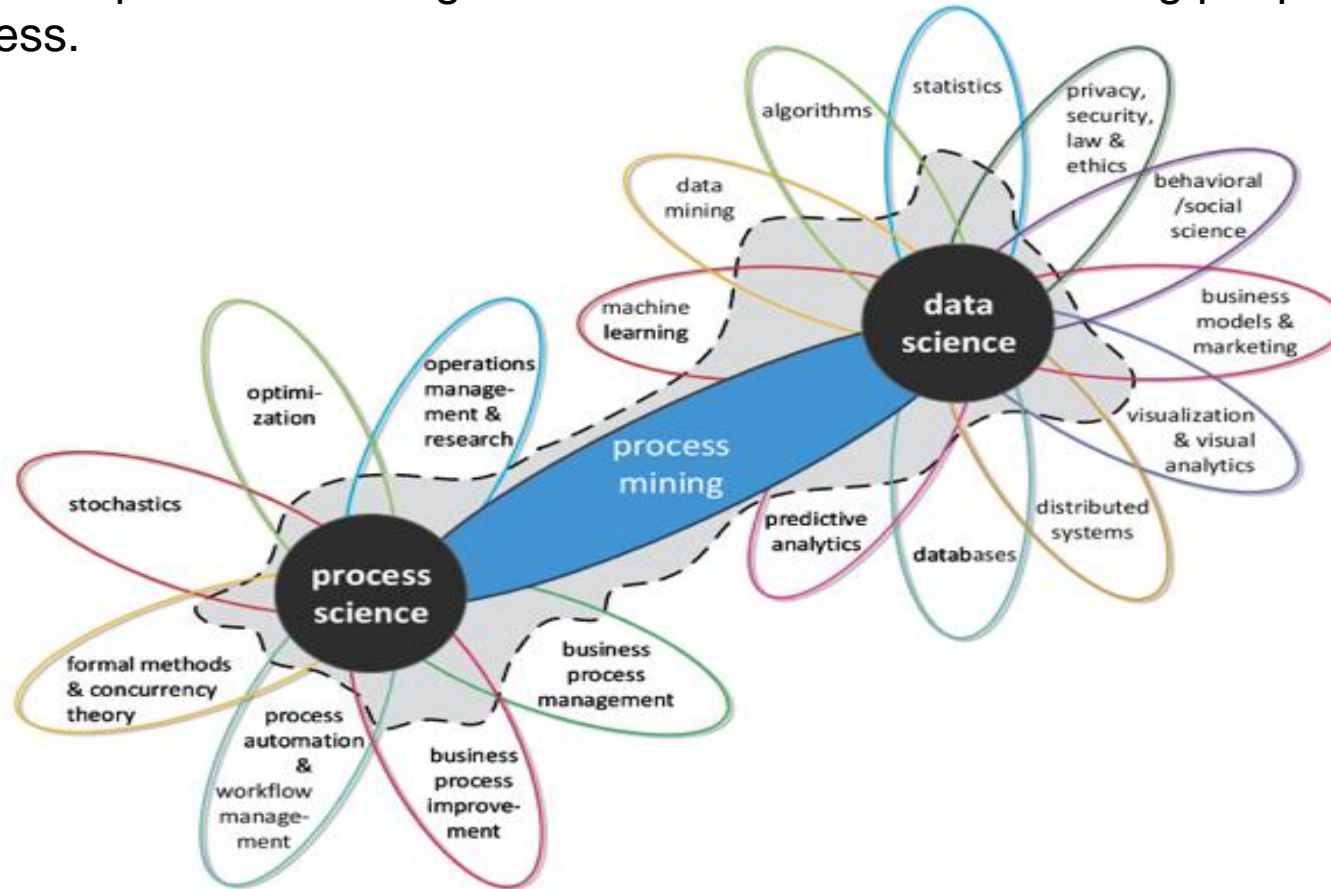 ess.
statistics
algorithms
privacy,
security,
law &
ethics
data
mining
behavioral
/social
science
machine
learning
data
science
business
models &
marketing
optimi-
zation
operations
manage-
ment &
research
process
mining
visualization
& visual
analytics
stochastics
predictive
analytics
databases
distributed
systems
process
science
formal methods
& concurrency
theory
business
process
management
process
automation
&
workflow
manage-
ment
business
process
improve-
ment